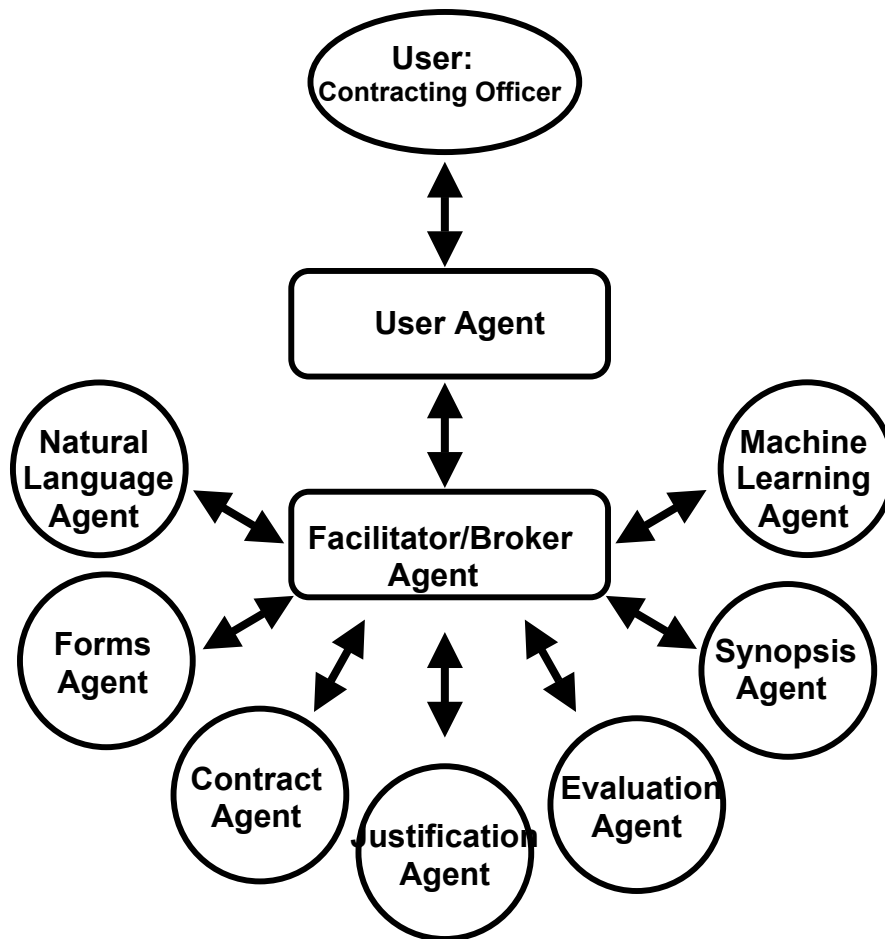 User:
Contracting Officer
User Agent
Natural
Language
Agent
Machine
Learning
Agent
Facilitator/Broker
Agent
Forms
Agent
Synopsis
Agent
Contract
Agent
Evaluation
Agent
Justification
Agent